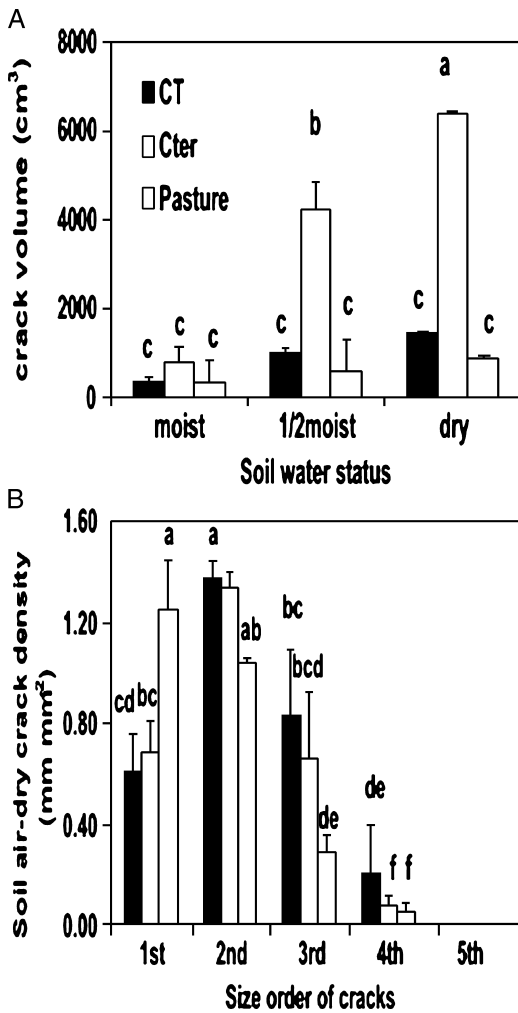 A
crack volume (cm³)
8000
6000
4000
2000
0
CT
Cter
Pasture
c c c
c b c
c a c
moist 1/2moist dry
Soil water status
B
Soil air-dry crack density
(mm mm⁻²)
1.60
1.20
0.80
0.40
0.00
cd bc a
a ab
bc bcd de
de f f
1st 2nd 3rd 4th 5th
Size order of cracks